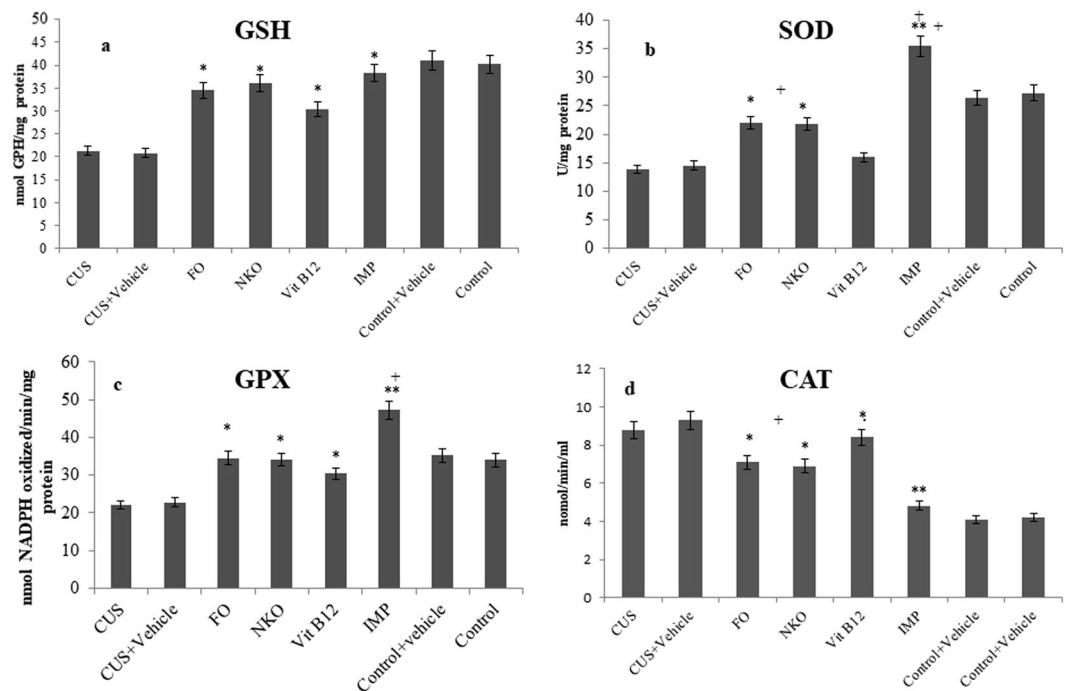 a
GSH
nmol GPH/mg protein
50
45
40
35
30
25
20
15
10
5
0
* * * *
CUS
CUS+Vehicle
FO
NKO
Vit B12
IMP
Control+Vehicle
Control
b
SOD
U/mg protein
40
35
30
25
20
15
10
5
0
+
** +
* + *
CUS
CUS+Vehicle
FO
NKO
Vit B12
IMP
Control+Vehicle
Control
c
GPX
nmol NADPH oxidized/min/mg
protein
60
50
40
30
20
10
0
+
**
* * *
CUS
CUS+Vehicle
FO
NKO
Vit B12
IMP
Control+vehicle
Control
d
CAT
nomol/min/ml
12
10
8
6
4
2
0
* + * *
**
CUS
CUS+Vehicle
FO
NKO
Vit B12
IMP
Control+Vehicle
Control+Vehicle